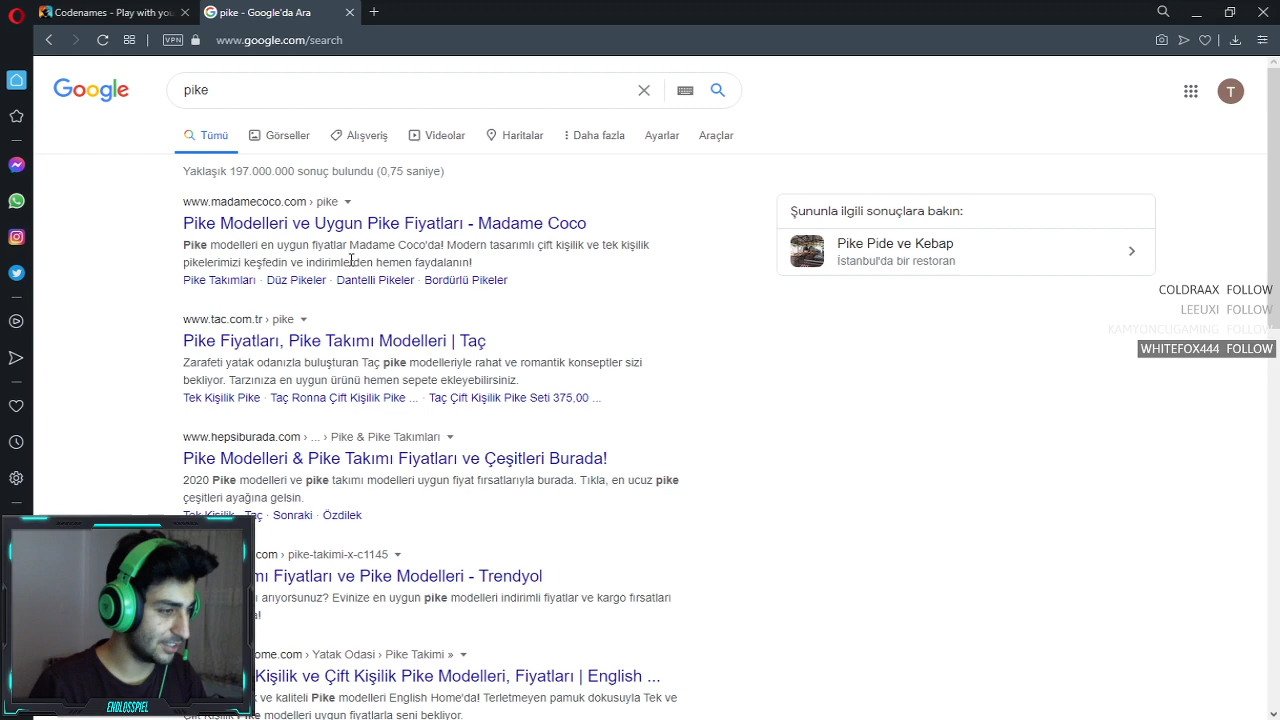 Codenames - Play with you
pike - Google'da Ara
VPN
www.google.com/search
Google
pike
T
Tümü
Görseller
Alışveriş
Videolar
Haritalar
Daha fazla
Ayarlar
Araçlar
Yaklaşık 197.000.000 sonuç bulundu (0,75 saniye)
www.madamecoco.com › pike
Pike Modelleri ve Uygun Pike Fiyatları - Madame Coco
Pike modelleri en uygun fiyatlar Madame Coco'da! Modern tasarımlı çift kişilik ve tek kişilik
pikelerimizi keşfedin ve indirimlerden hemen faydalanın!
Pike Takımları · Düz Pikeler · Dantelli Pikeler · Bordürlü Pikeler
www.tac.com.tr › pike
Pike Fiyatları, Pike Takımı Modelleri | Taç
Zarafeti yatak odanızla buluşturan Taç pike modelleriyle rahat ve romantik konseptler sizi
bekliyor. Tarzınıza en uygun ürünü hemen sepete ekleyebilirsiniz.
Tek Kişilik Pike · Taç Ronna Çift Kişilik Pike ... · Taç Çift Kişilik Pike Seti 375,00 ...
www.hepsiburada.com › ... › Pike & Pike Takımları
Pike Modelleri & Pike Takımı Fiyatları ve Çeşitleri Burada!
2020 Pike modelleri ve pike takımı modelleri uygun fiyat fırsatlarıyla burada. Tıkla, en ucuz pike
çeşitleri ayağına gelsin.
Tek Kişilik · Taç · Sonraki · Özdilek
com › pike-takimi-x-c1145
mı Fiyatları ve Pike Modelleri - Trendyol
arıyorsunuz? Evinize en uygun pike modelleri indirimli fiyatlar ve kargo fırsatları
a!
ome.com › Yatak Odasi › Pike Takimi »
Kişilik ve Çift Kişilik Pike Modelleri, Fiyatları | English ...
k ve kaliteli Pike modelleri English Home'da! Terletmeyen pamuk dokusuyla Tek ve
Çift Kişilik Pike modelleri uygun fiyatlarla seni bekliyor.
Şununla ilgili sonuçlara bakın:
Pike Pide ve Kebap
İstanbul'da bir restoran
COLDRAAX FOLLOW
LEEUXI FOLLOW
KAMYONCUGAMING FOLLOW
WHITEFOX444 FOLLOW
ENDLOSSPIEL